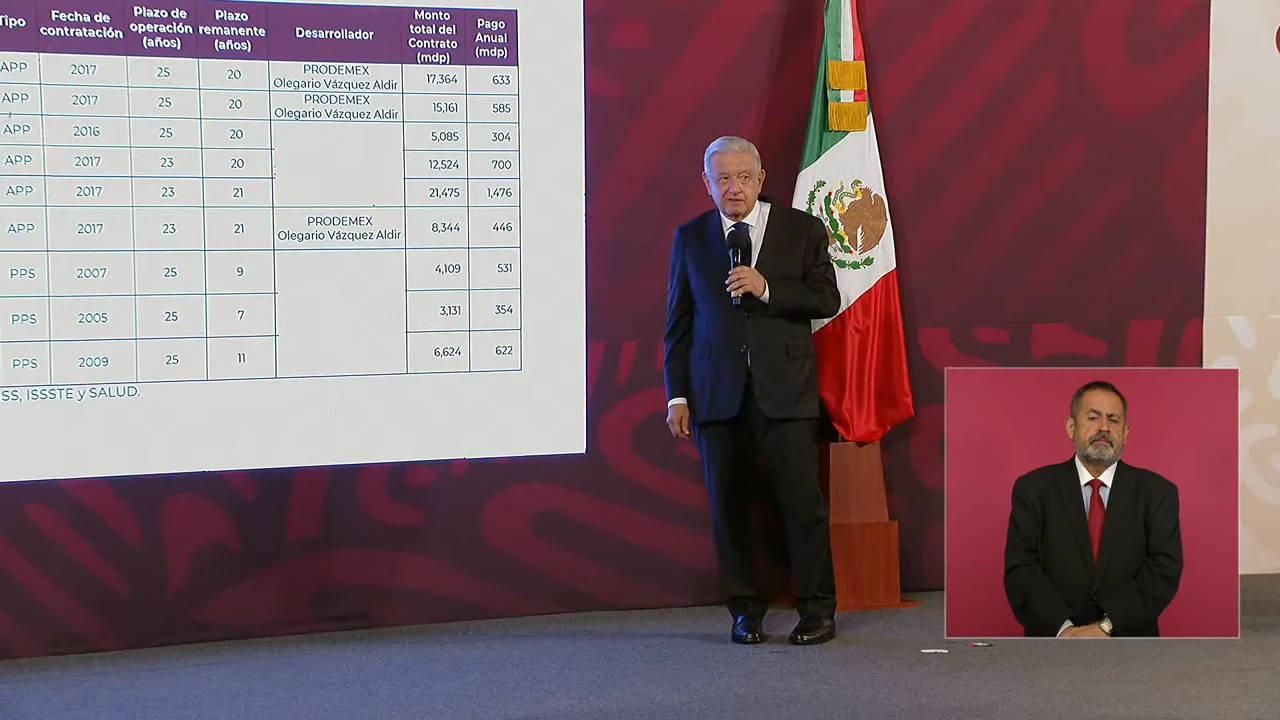 Tipo Fecha de contratación Plazo de operación (años) Plazo remanente (años) Desarrollador Monto total del Contrato (mdp) Pago Anual (mdp)
APP 2017 25 20 PRODEMEX Olegario Vázquez Aldir 17,364 633
APP 2017 25 20 PRODEMEX Olegario Vázquez Aldir 15,161 585
APP 2016 25 20 5,085 304
APP 2017 23 20 12,524 700
APP 2017 23 21 21,475 1,476
APP 2017 23 21 PRODEMEX Olegario Vázquez Aldir 8,344 446
PPS 2007 25 9 4,109 531
PPS 2005 25 7 3,131 354
PPS 2009 25 11 6,624 622
SS, ISSSTE y SALUD.